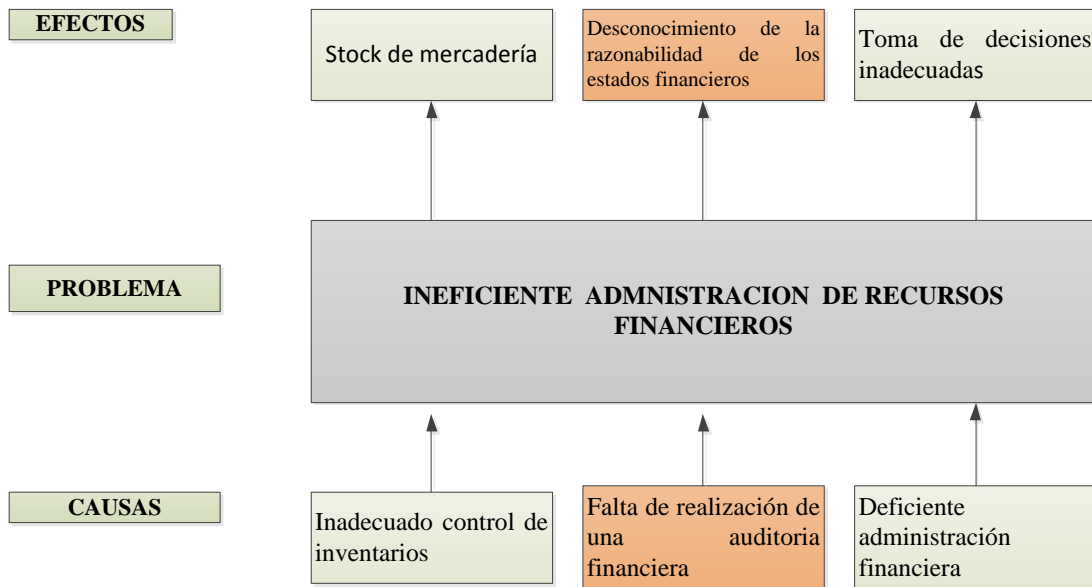 EFECTOS
Stock de mercadería
Desconocimiento de la
razonabilidad de los
estados financieros
Toma de decisiones
inadecuadas
PROBLEMA
INEFICIENTE ADMNISTRACION DE RECURSOS
FINANCIEROS
CAUSAS
Inadecuado control de
inventarios
Falta de realización de
una auditoria
financiera
Deficiente
administración
financiera